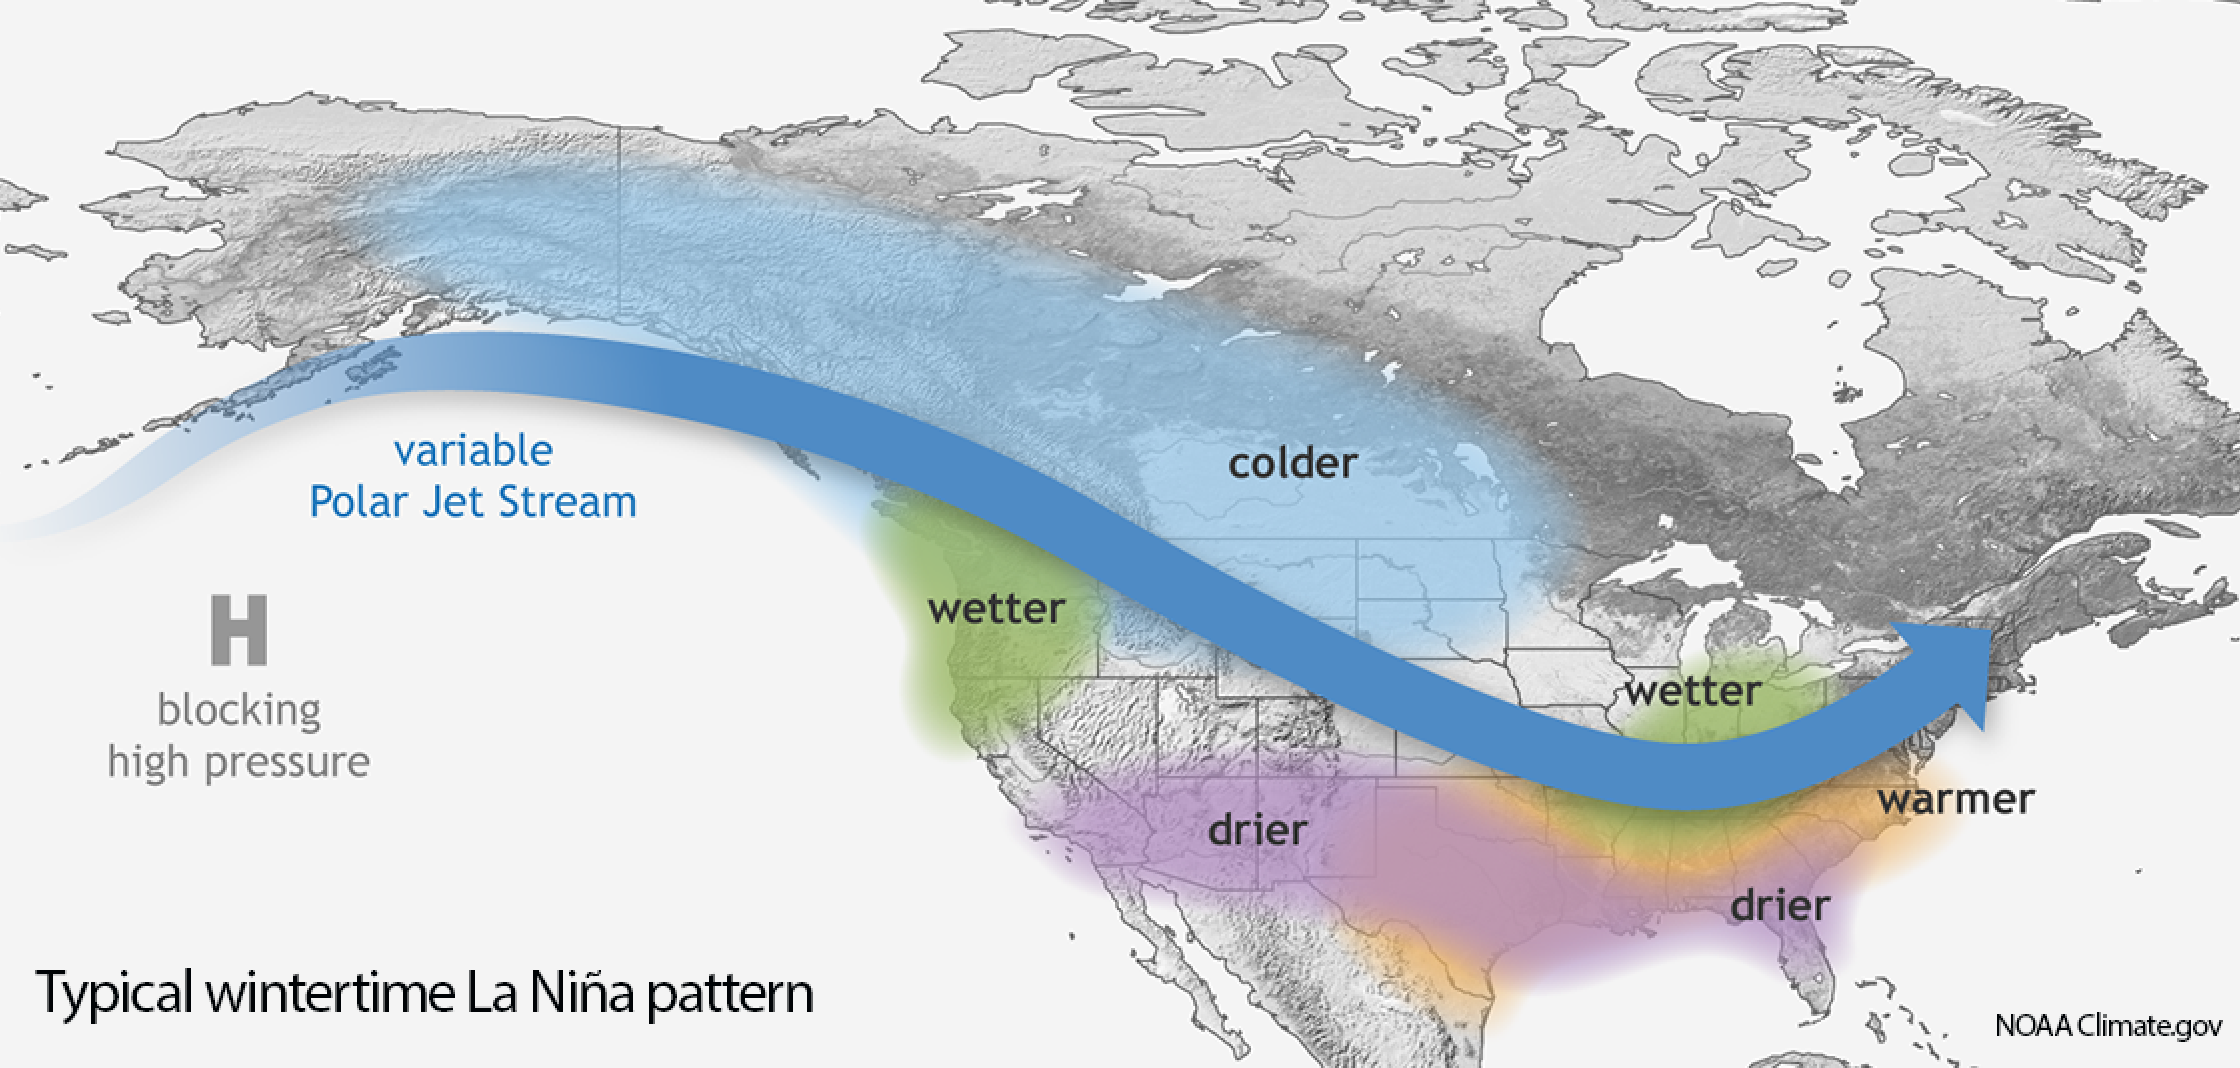 variable
Polar Jet Stream
colder
H
blocking
high pressure
wetter
wetter
drier
warmer
drier
Typical wintertime La Niña pattern
NOAA Climate.gov